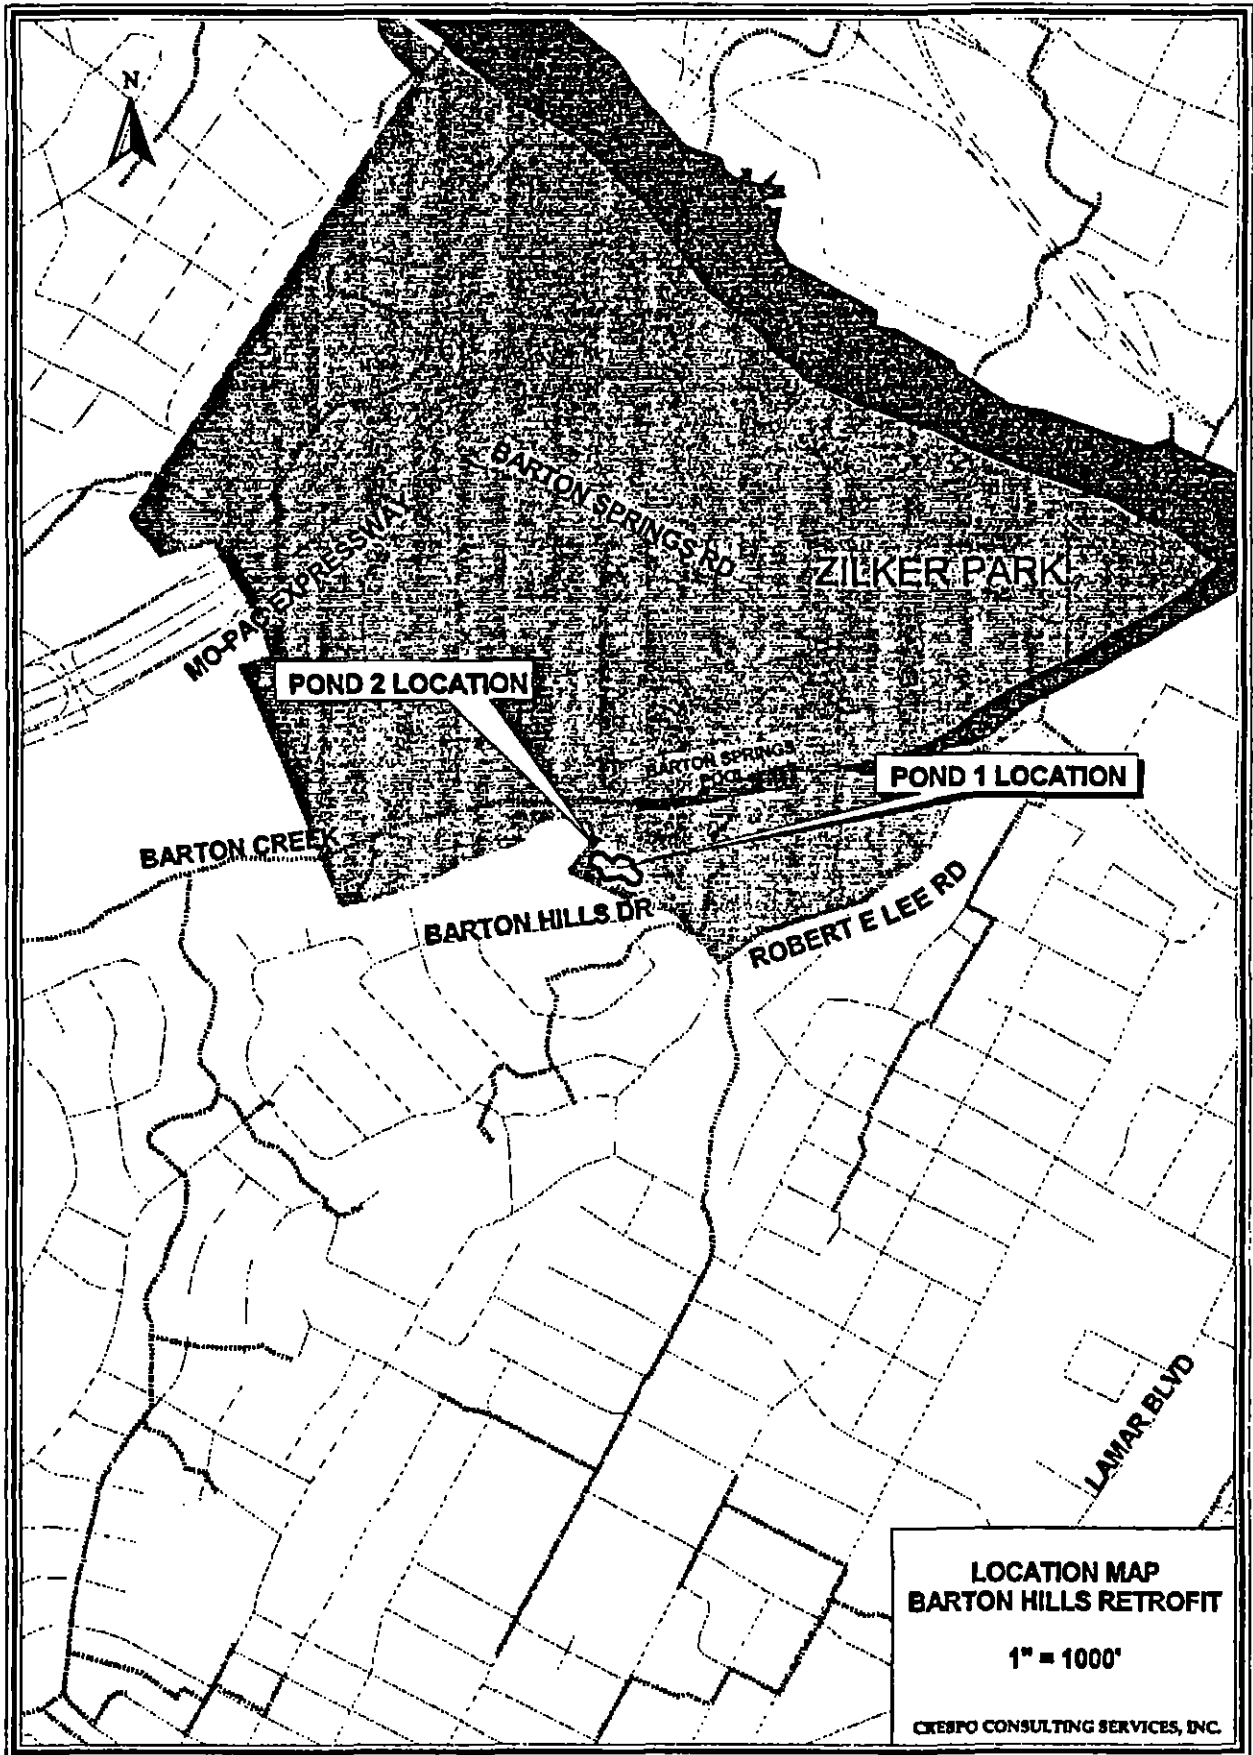 N
BARTON SPRINGS RD
MO-PAC EXPRESSWAY
ZILKER PARK
POND 2 LOCATION
BARTON SPRINGS
POOL
POND 1 LOCATION
BARTON CREEK
BARTON HILLS DR
ROBERT E LEE RD
LAMAR BLVD
LOCATION MAP
BARTON HILLS RETROFIT
1" = 1000'
CRESPO CONSULTING SERVICES, INC.